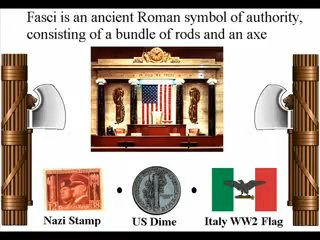 Fasci is an ancient Roman symbol of authority,
consisting of a bundle of rods and an axe
Nazi Stamp
US Dime
Italy WW2 Flag